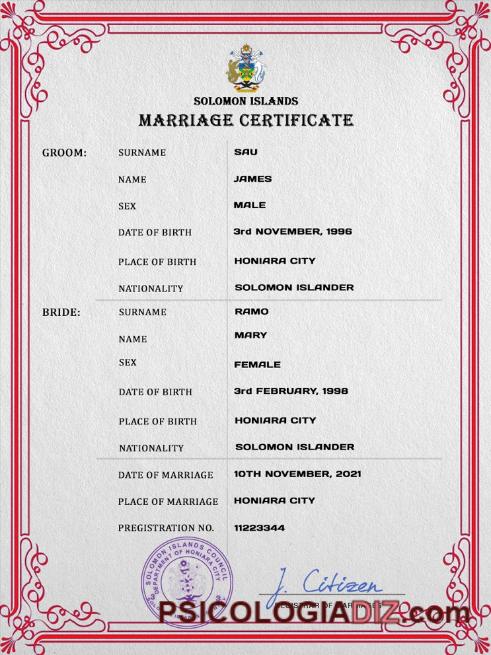 SOLOMON ISLANDS
MARRIAGE CERTIFICATE
GROOM: SURNAME SAU
NAME JAMES
SEX MALE
DATE OF BIRTH 3rd NOVEMBER, 1996
PLACE OF BIRTH HONIARA CITY
NATIONALITY SOLOMON ISLANDER
BRIDE: SURNAME RAMO
NAME MARY
SEX FEMALE
DATE OF BIRTH 3rd FEBRUARY, 1998
PLACE OF BIRTH HONIARA CITY
NATIONALITY SOLOMON ISLANDER
DATE OF MARRIAGE 10TH NOVEMBER, 2021
PLACE OF MARRIAGE HONIARA CITY
PREGISTRATION NO. 11223344
SOLOMON ISLANDS COUNCIL
DEPARTMENT OF HONIARA CITY
J. Citizen
REGISTRAR OF MARRIAGES
PSICOLOGIADIZ.com